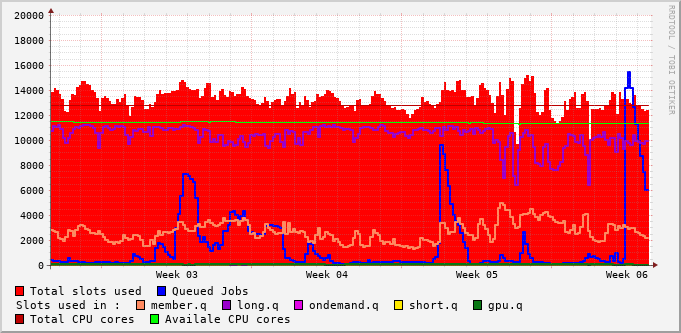 20000
18000
16000
14000
12000
10000
8000
6000
4000
2000
0
Week 03 Week 04 Week 05 Week 06
Total slots used Queued Jobs
Slots used in : member.q long.q ondemand.q short.q gpu.q
Total CPU cores Availale CPU cores
RRDTOOL / TOBI OETIKER